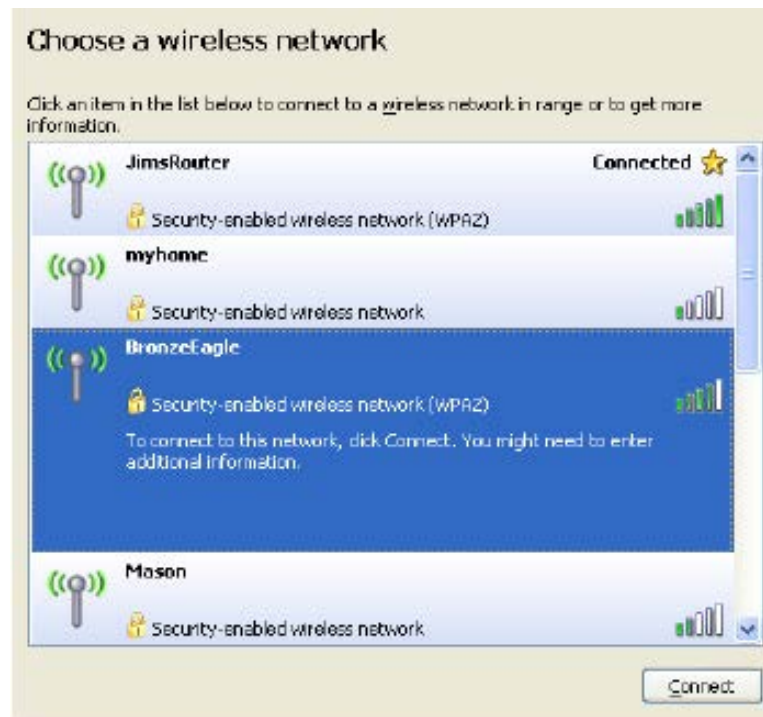 Choose a wireless network
Click an item in the list below to connect to a wireless network in range or to get more
information.
JimsRouter Connected
Security-enabled wireless network (WPA2)
myhome
Security-enabled wireless network
BronzeEagle
Security-enabled wireless network (WPA2)
To connect to this network, click Connect. You might need to enter
additional information.
Mason
Security-enabled wireless network
Connect